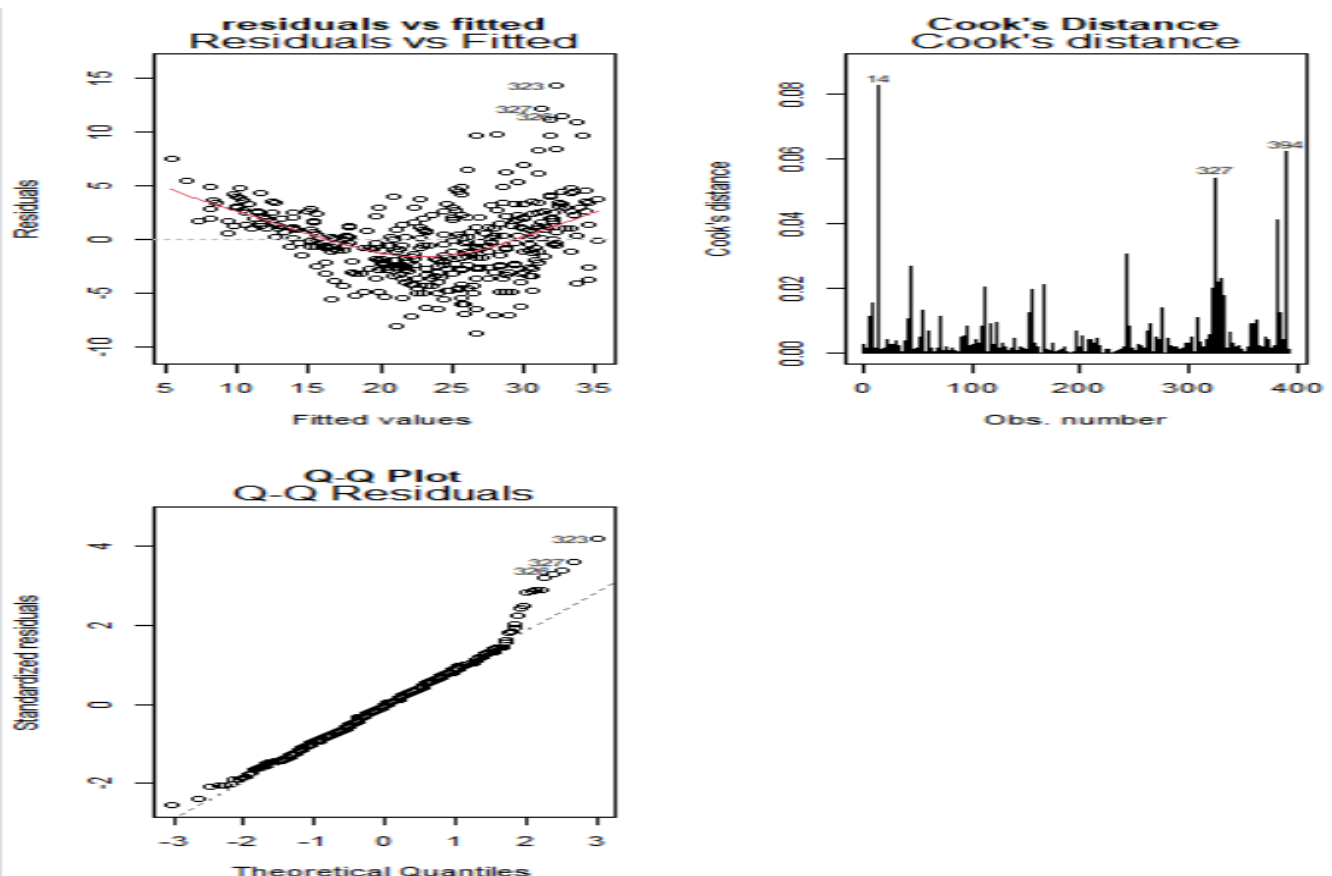 residuals vs fitted
Residuals vs Fitted
Residuals
15
10
5
0
-5
-10
323
327
326
5 10 15 20 25 30 35
Fitted values
Cook's Distance
Cook's distance
Cook's distance
0.08
0.06
0.04
0.02
0.00
14
394
327
0 100 200 300 400
Obs. number
Q-Q Plot
Q-Q Residuals
Standardized residuals
4
2
0
-2
323
327
326
-3 -2 -1 0 1 2 3
Theoretical Quantiles